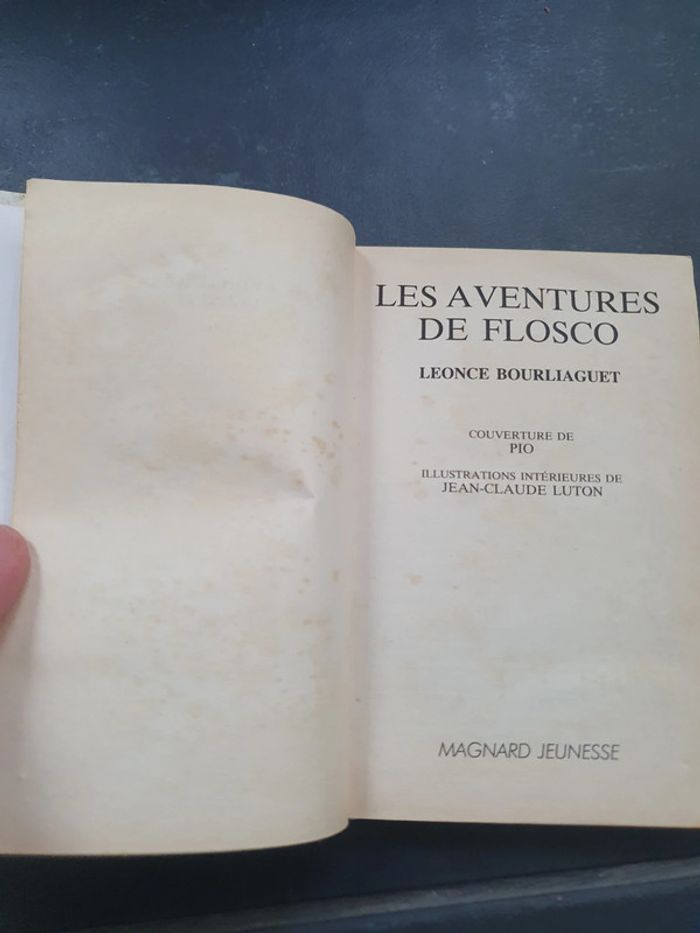 LES AVENTURES
DE FLOSCO
LEONCE BOURLIAGUET
COUVERTURE DE
PIO
ILLUSTRATIONS INTÉRIEURES DE
JEAN-CLAUDE LUTON
MAGNARD JEUNESSE